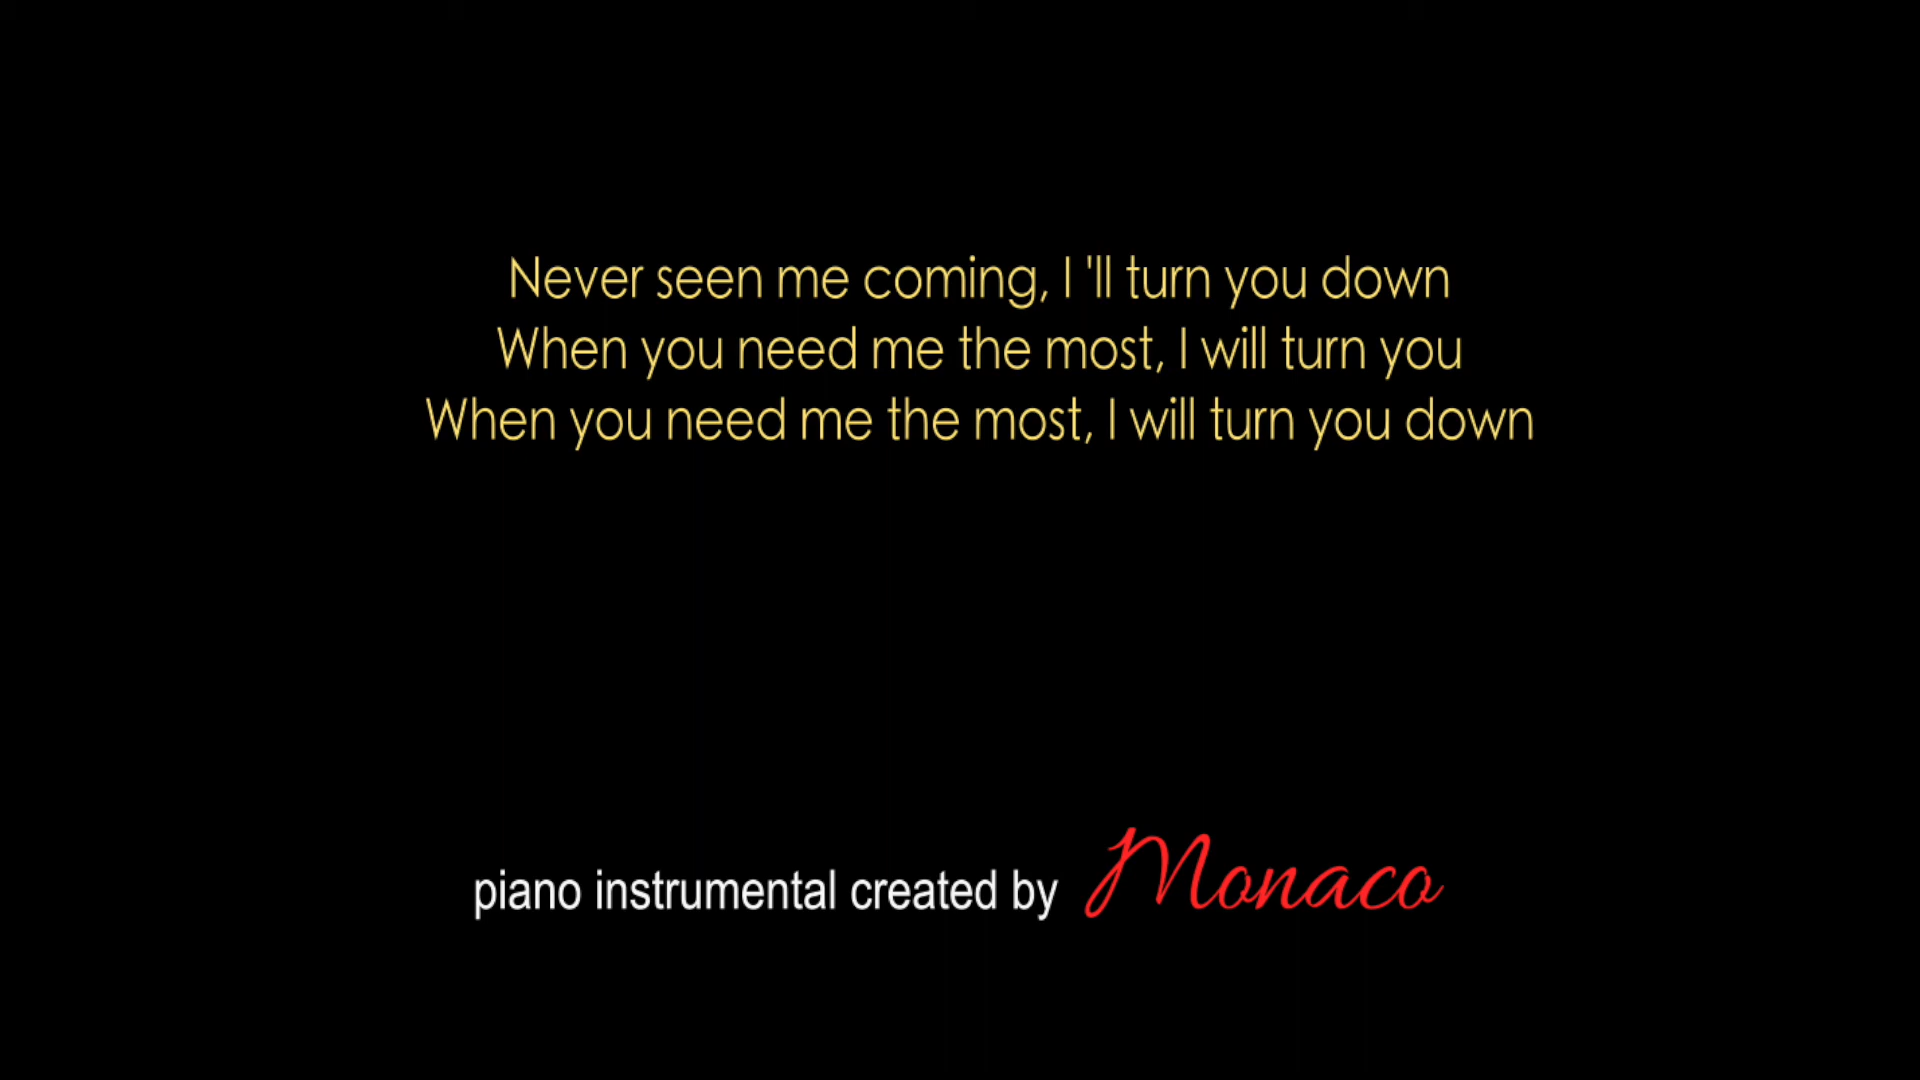 Never seen me coming, I 'll turn you down
When you need me the most, I will turn you
When you need me the most, I will turn you down
piano instrumental created by Monaco